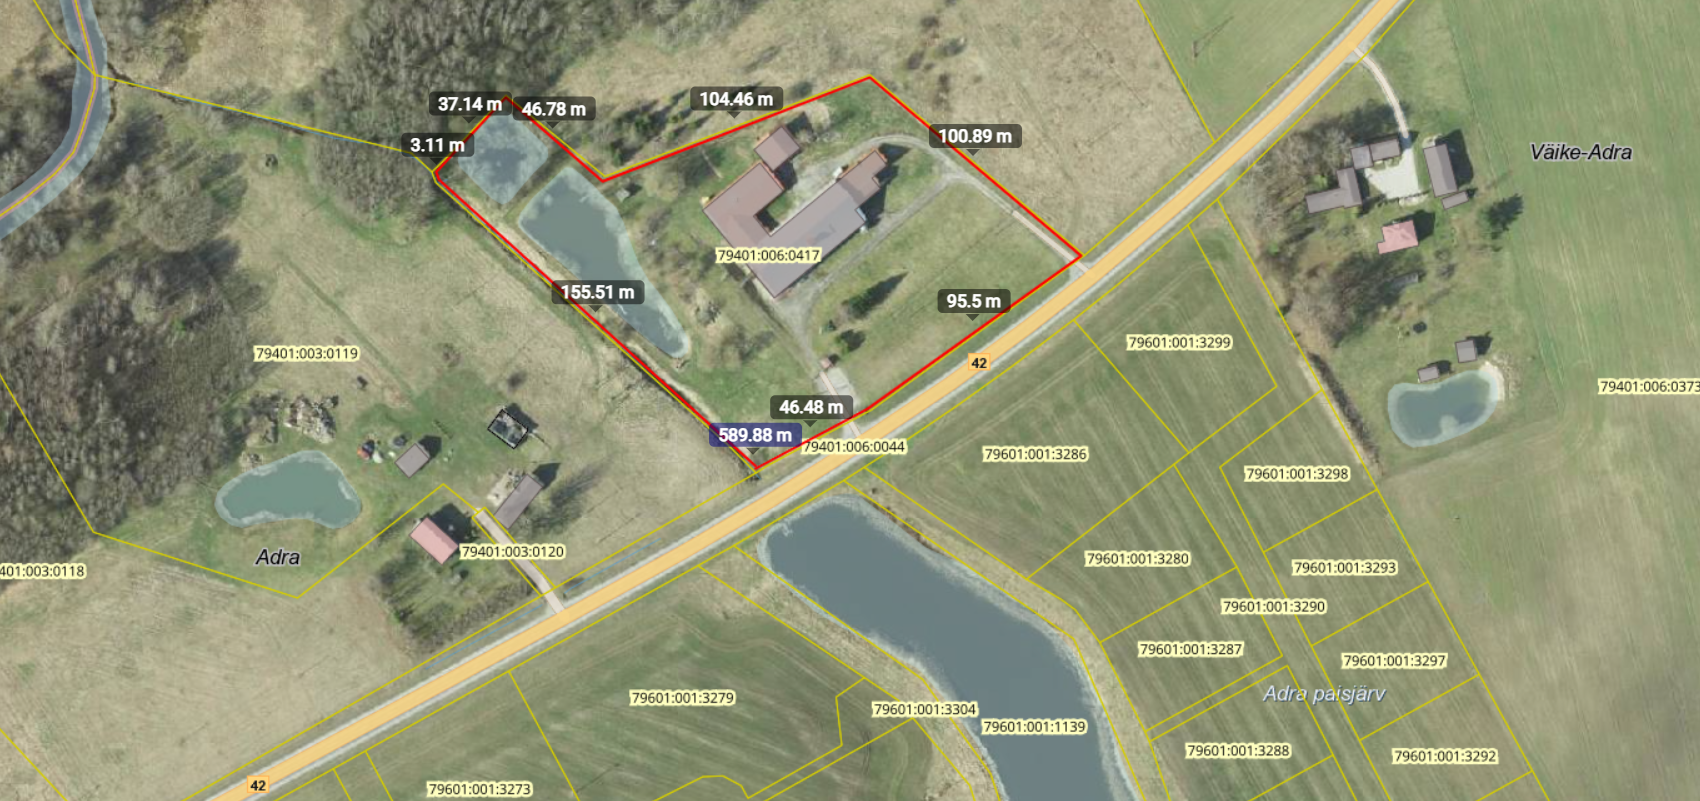 37.14 m
46.78 m
104.46 m
3.11 m
100.89 m
Väike-Adra
79401:006:0417
155.51 m
95.5 m
79401:003:0119
42
79601:001:3299
79401:006:0373
46.48 m
589.88 m
79401:006:0044
79601:001:3286
79601:001:3298
Adra
79401:003:0120
401:003:0118
79601:001:3280
79601:001:3293
79601:001:3290
79601:001:3287
79601:001:3297
Adra paisjärv
79601:001:3279
79601:001:3304
79601:001:1139
79601:001:3288
79601:001:3292
42
79601:001:3273